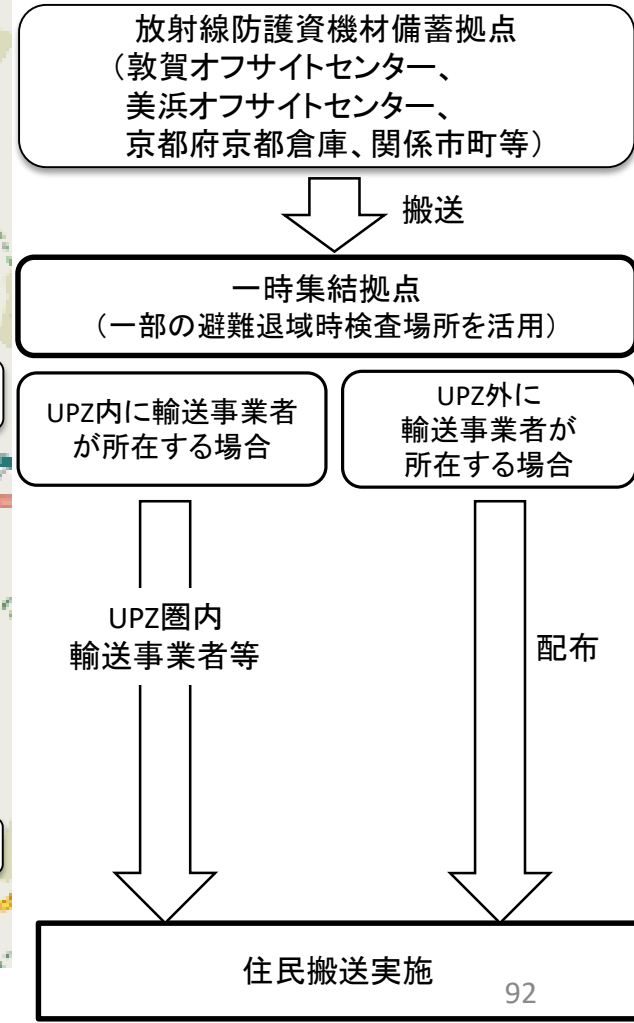 放射線防護資機材備蓄拠点
（敦賀オフサイトセンター、
美浜オフサイトセンター、
京都府京都倉庫、関係市町等）
搬送
一時集結拠点
（一部の避難退域時検査場所を活用）
UPZ内に輸送事業者
が所在する場合
UPZ外に
輸送事業者が
所在する場合
UPZ圏内
輸送事業者等
配布
住民搬送実施
92